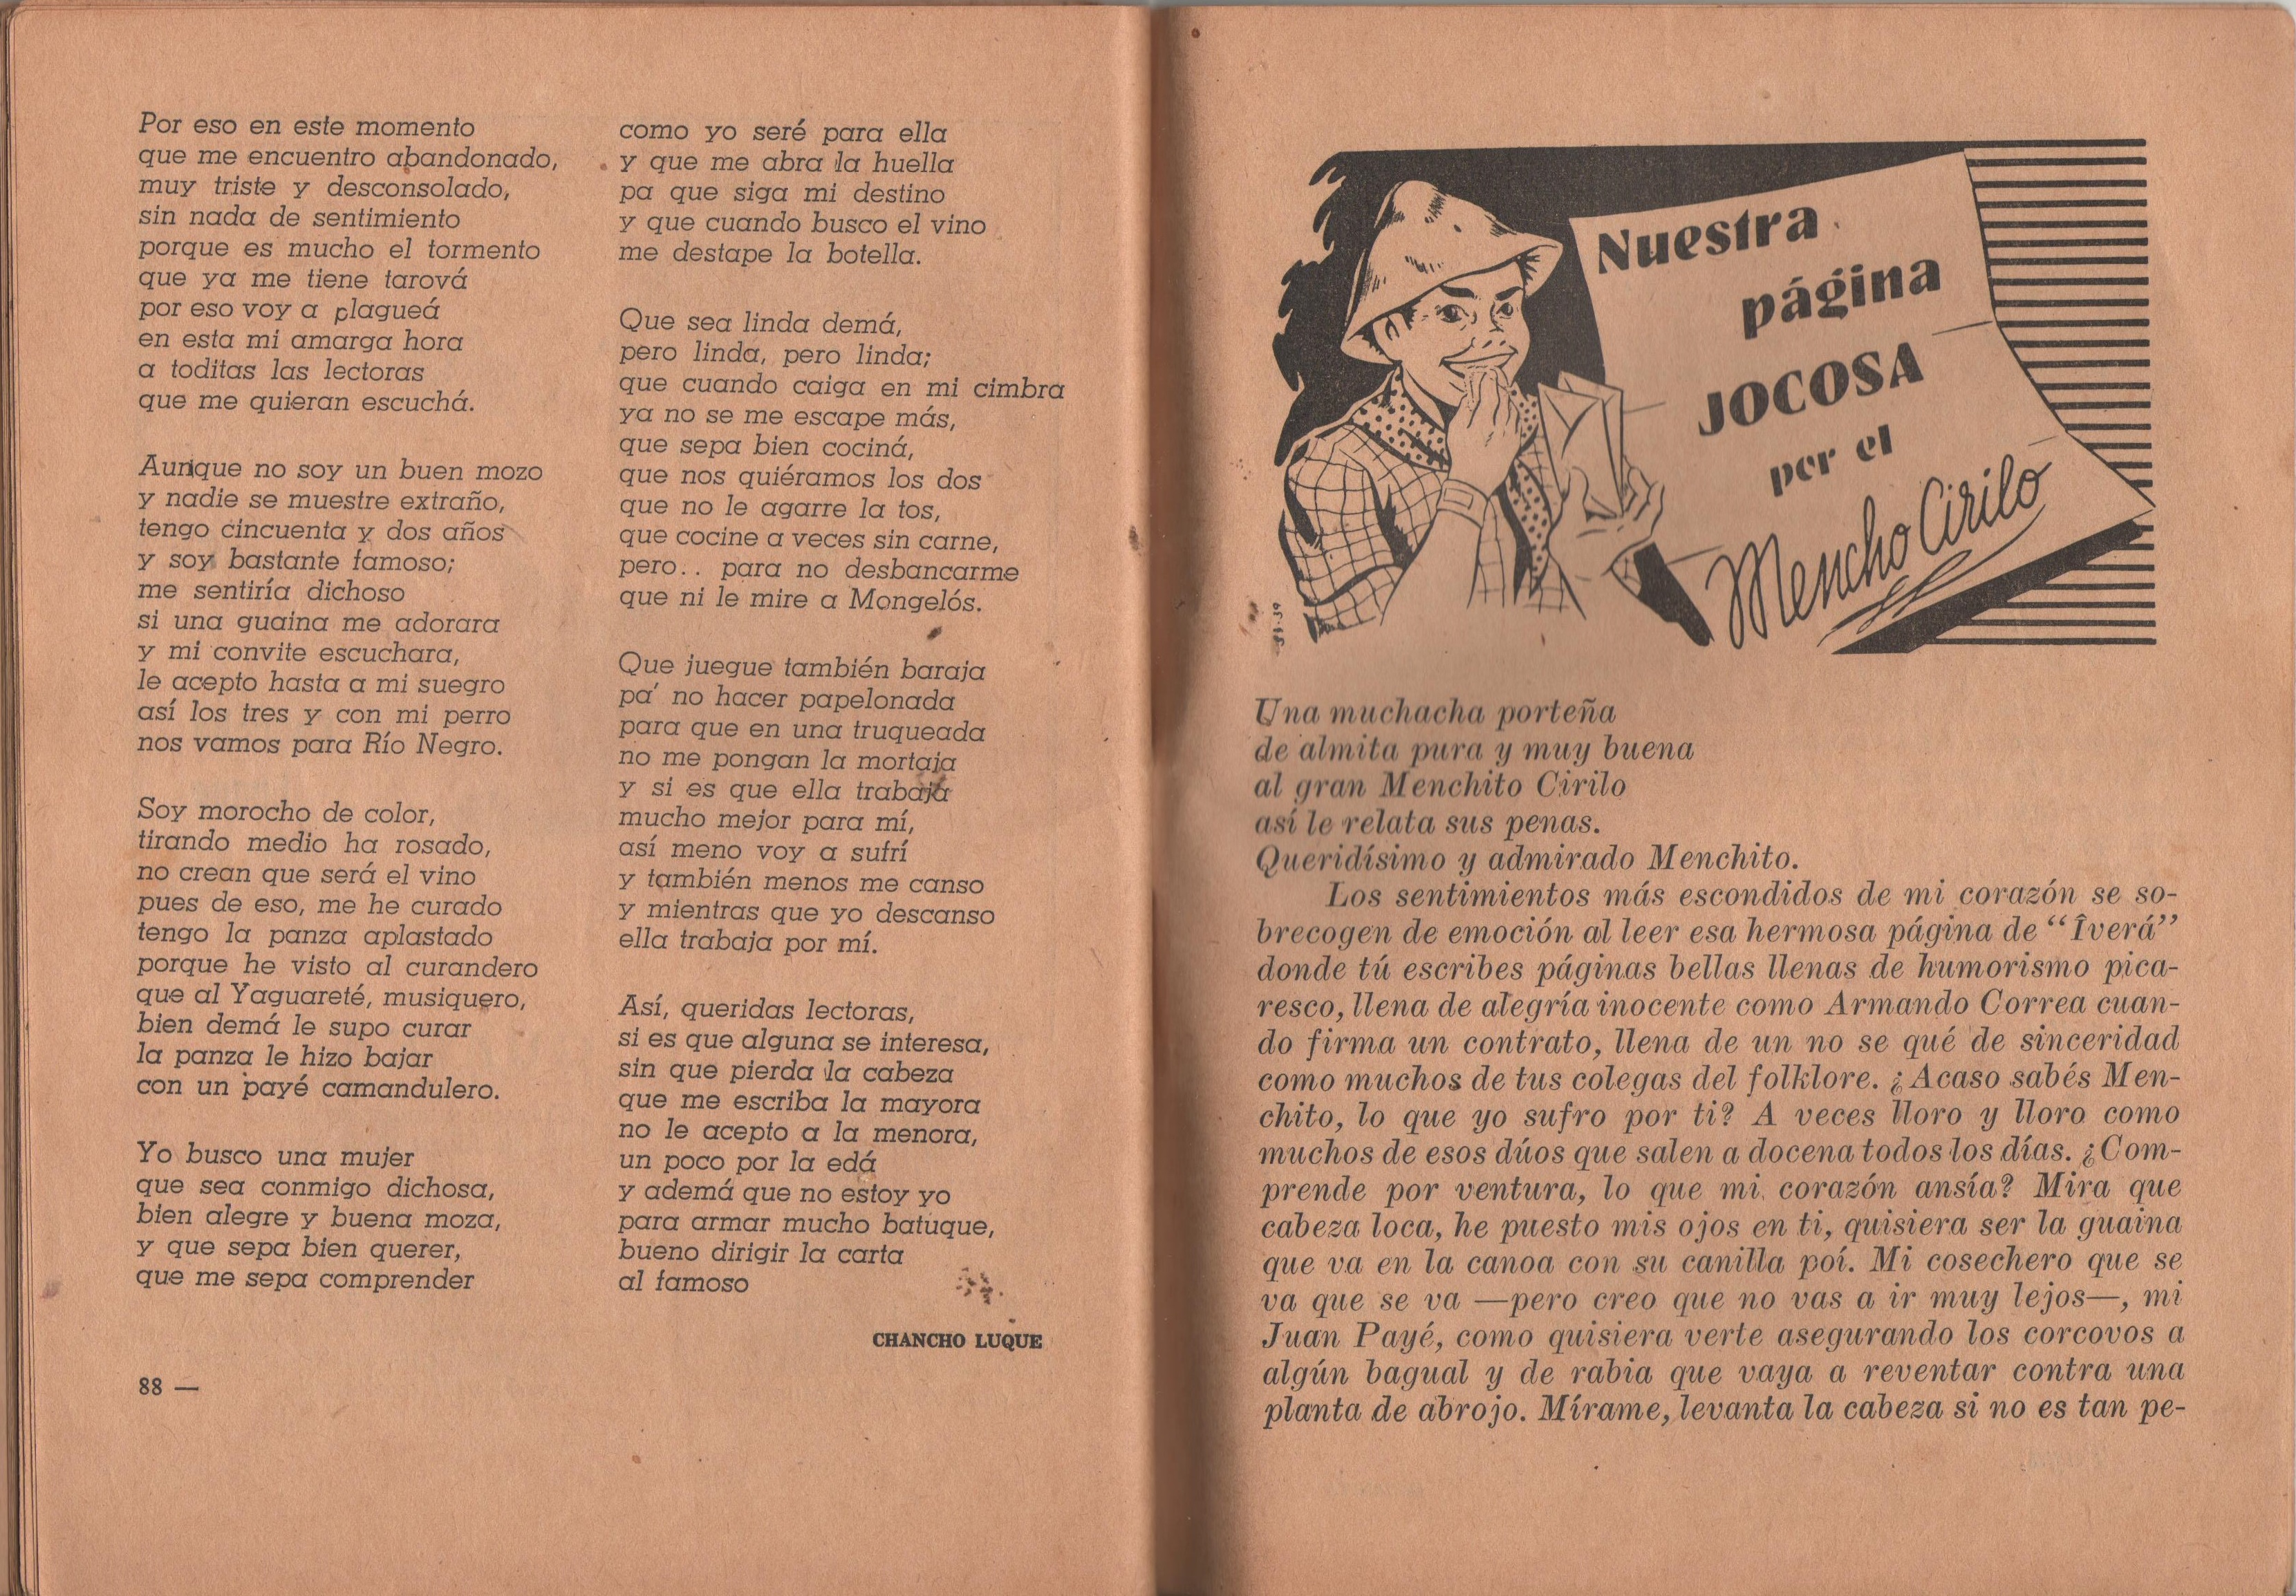 Por eso en este momento
que me encuentro abandonado,
muy triste y desconsolado,
sin nada de sentimiento
porque es mucho el tormento
que ya me tiene tarová
por eso voy a plagueá
en esta mi amarga hora
a toditas las lectoras
que me quieran escuchá.
Aunque no soy un buen mozo
y nadie se muestre extraño,
tengo cincuenta y dos años
y soy bastante famoso;
me sentiría dichoso
si una guaina me adorara
y mi convite escuchara,
le acepto hasta a mi suegro
así los tres y con mi perro
nos vamos para Río Negro.
Soy morocho de color,
tirando medio ha rosado,
no crean que será el vino
pues de eso, me he curado
tengo la panza aplastado
porque he visto al curandero
que al Yaguareté, musiquero,
bien demá le supo curar
la panza le hizo bajar
con un payé camandulero.
Yo busco una mujer
que sea conmigo dichosa,
bien alegre y buena moza,
y que sepa bien querer,
que me sepa comprender
88 —
como yo seré para ella
y que me abra la huella
pa que siga mi destino
y que cuando busco el vino
me destape la botella.
Que sea linda demá,
pero linda, pero linda;
que cuando caiga en mi cimbra
ya no se me escape más,
que sepa bien cociná,
que nos quiéramos los dos
que no le agarre la tos,
que cocine a veces sin carne,
pero.. para no desbancarme
que ni le mire a Mongelós.
Que juegue también baraja
pa' no hacer papelonada
para que en una truqueada
no me pongan la mortaja
y si es que ella trabaja
mucho mejor para mí,
así meno voy a sufrí
y también menos me canso
y mientras que yo descanso
ella trabaja por mí.
Así, queridas lectoras,
si es que alguna se interesa,
sin que pierda la cabeza
que me escriba la mayora
no le acepto a la menora,
un poco por la edá
y ademá que no estoy yo
para armar mucho batuque,
bueno dirigir la carta
al famoso
CHANCHO LUQUE
Nuestra
página
JOCOSA
por el
Mencho Cirilo
Una muchacha porteña
de almita pura y muy buena
al gran Menchito Cirilo
así le relata sus penas.
Queridísimo y admirado Menchito.
Los sentimientos más escondidos de mi corazón se so-
brecogen de emoción al leer esa hermosa página de “Îverá”
donde tú escribes páginas bellas llenas de humorismo pica-
resco, llena de alegría inocente como Armando Correa cuan-
do firma un contrato, llena de un no se qué de sinceridad
como muchos de tus colegas del folklore. ¿Acaso sabés Men-
chito, lo que yo sufro por ti? A veces lloro y lloro como
muchos de esos dúos que salen a docena todos los días. ¿Com-
prende por ventura, lo que mi corazón ansía? Mira que
cabeza loca, he puesto mis ojos en ti, quisiera ser la guaina
que va en la canoa con su canilla poí. Mi cosechero que se
va que se va —pero creo que no vas a ir muy lejos—, mi
Juan Payé, como quisiera verte asegurando los corcovos a
algún bagual y de rabia que vaya a reventar contra una
planta de abrojo. Mírame, levanta la cabeza si no es tan pe-